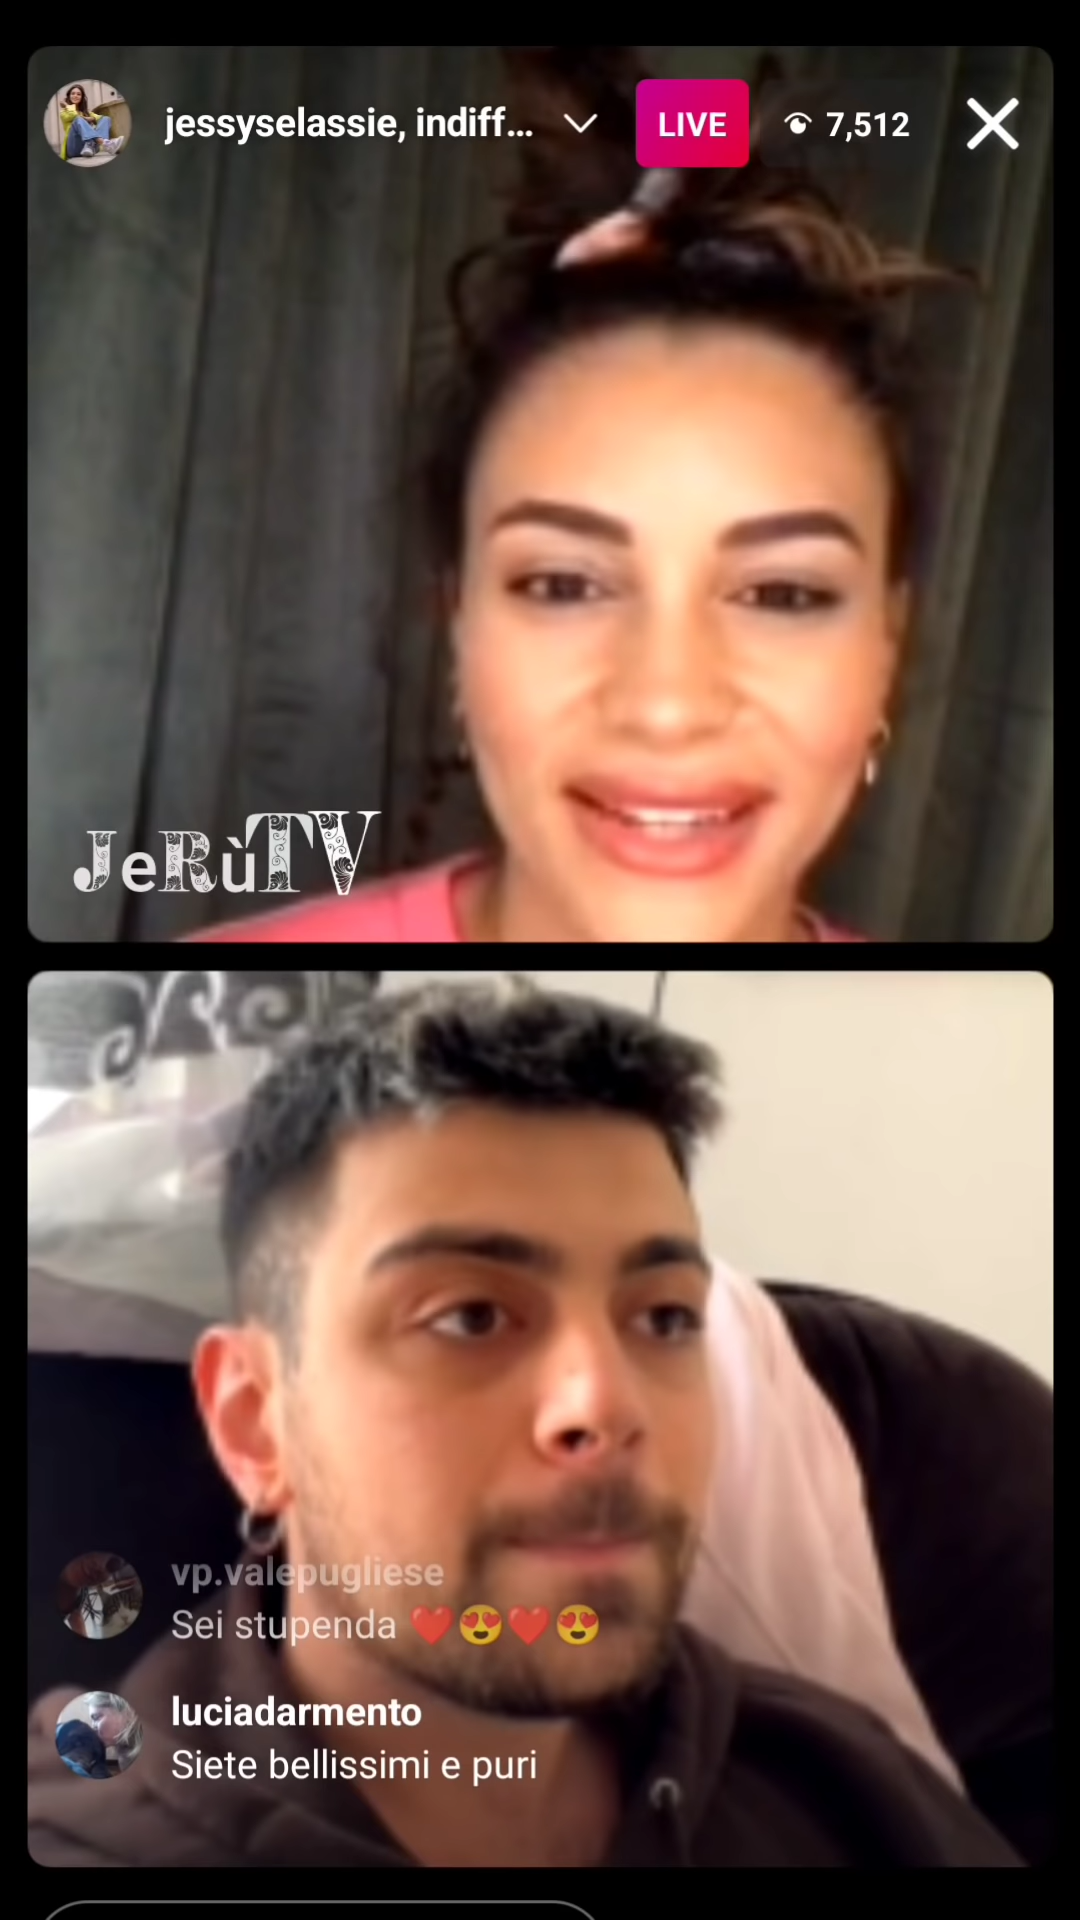 jessyselassie, indiff...
LIVE
7,512
JeRùTV
vp.valepugliese
Sei stupenda ❤️😍❤️😍
luciadarmento
Siete bellissimi e puri